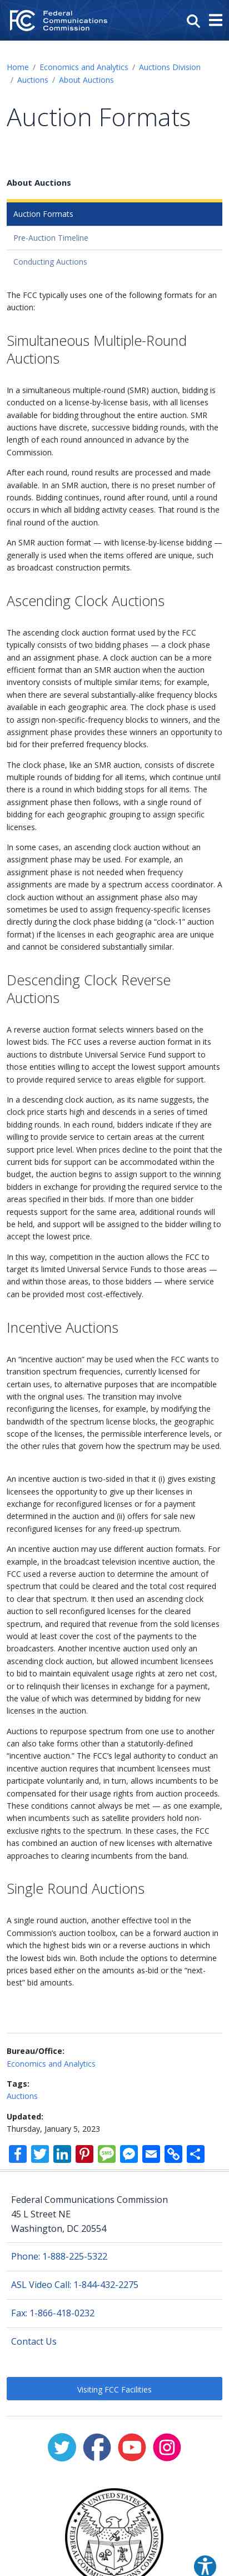 Federal
Communications
Commission
Home / Economics and Analytics / Auctions Division
/ Auctions / About Auctions
Auction Formats
About Auctions
Auction Formats
Pre-Auction Timeline
Conducting Auctions
The FCC typically uses one of the following formats for an
auction:
Simultaneous Multiple-Round
Auctions
In a simultaneous multiple-round (SMR) auction, bidding is
conducted on a license-by-license basis, with all licenses
available for bidding throughout the entire auction. SMR
auctions have discrete, successive bidding rounds, with the
length of each round announced in advance by the
Commission.
After each round, round results are processed and made
available. In an SMR auction, there is no preset number of
rounds. Bidding continues, round after round, until a round
occurs in which all bidding activity ceases. That round is the
final round of the auction.
An SMR auction format — with license-by-license bidding —
generally is used when the items offered are unique, such
as broadcast construction permits.
Ascending Clock Auctions
The ascending clock auction format used by the FCC
typically consists of two bidding phases — a clock phase
and an assignment phase. A clock auction can be a more
efficient format than an SMR auction when the auction
inventory consists of multiple similar items; for example,
when there are several substantially-alike frequency blocks
available in each geographic area. The clock phase is used
to assign non-specific-frequency blocks to winners, and the
assignment phase provides these winners an opportunity to
bid for their preferred frequency blocks.
The clock phase, like an SMR auction, consists of discrete
multiple rounds of bidding for all items, which continue until
there is a round in which bidding stops for all items. The
assignment phase then follows, with a single round of
bidding for each geographic grouping to assign specific
licenses.
In some cases, an ascending clock auction without an
assignment phase may be used. For example, an
assignment phase is not needed when frequency
assignments are made by a spectrum access coordinator. A
clock auction without an assignment phase also may
sometimes be used to assign frequency-specific licenses
directly during the clock phase bidding (a “clock-1” auction
format) if the licenses in each geographic area are unique
and cannot be considered substantially similar.
Descending Clock Reverse
Auctions
A reverse auction format selects winners based on the
lowest bids. The FCC uses a reverse auction format in its
auctions to distribute Universal Service Fund support to
those entities willing to accept the lowest support amounts
to provide required service to areas eligible for support.
In a descending clock auction, as its name suggests, the
clock price starts high and descends in a series of timed
bidding rounds. In each round, bidders indicate if they are
willing to provide service to certain areas at the current
support price level. When prices decline to the point that the
current bids for support can be accommodated within the
budget, the auction begins to assign support to the winning
bidders in exchange for providing the required service to the
areas specified in their bids. If more than one bidder
requests support for the same area, additional rounds will
be held, and support will be assigned to the bidder willing to
accept the lowest price.
In this way, competition in the auction allows the FCC to
target its limited Universal Service Funds to those areas —
and within those areas, to those bidders — where service
can be provided most cost-effectively.
Incentive Auctions
An “incentive auction” may be used when the FCC wants to
transition spectrum frequencies, currently licensed for
certain uses, to alternative purposes that are incompatible
with the original uses. The transition may involve
reconfiguring the licenses, for example, by modifying the
bandwidth of the spectrum license blocks, the geographic
scope of the licenses, the permissible interference levels, or
the other rules that govern how the spectrum may be used.
An incentive auction is two-sided in that it (i) gives existing
licensees the opportunity to give up their licenses in
exchange for reconfigured licenses or for a payment
determined in the auction and (ii) offers for sale new
reconfigured licenses for any freed-up spectrum.
An incentive auction may use different auction formats. For
example, in the broadcast television incentive auction, the
FCC used a reverse auction to determine the amount of
spectrum that could be cleared and the total cost required
to clear that spectrum. It then used an ascending clock
auction to sell reconfigured licenses for the cleared
spectrum, and required that revenue from the sold licenses
would at least cover the cost of the payments to the
broadcasters. Another incentive auction used only an
ascending clock auction, but allowed incumbent licensees
to bid to maintain equivalent usage rights at zero net cost,
or to relinquish their licenses in exchange for a payment,
the value of which was determined by bidding for new
licenses in the auction.
Auctions to repurpose spectrum from one use to another
can also take forms other than a statutorily-defined
“incentive auction.” The FCC’s legal authority to conduct an
incentive auction requires that incumbent licensees must
participate voluntarily and, in turn, allows incumbents to be
compensated for their usage rights from auction proceeds.
These conditions cannot always be met — as one example,
when incumbents such as satellite providers hold non-
exclusive rights to the spectrum. In these cases, the FCC
has combined an auction of new licenses with alternative
approaches to clearing incumbents from the band.
Single Round Auctions
A single round auction, another effective tool in the
Commission’s auction toolbox, can be a forward auction in
which the highest bids win or a reverse auctions in which
the lowest bids win. Both include the option to determine
prices based either on the amounts as-bid or the “next-
best” bid amounts.
Bureau/Office:
Economics and Analytics
Tags:
Auctions
Updated:
Thursday, January 5, 2023
Federal Communications Commission
45 L Street NE
Washington, DC 20554
Phone: 1-888-225-5322
ASL Video Call: 1-844-432-2275
Fax: 1-866-418-0232
Contact Us
Visiting FCC Facilities